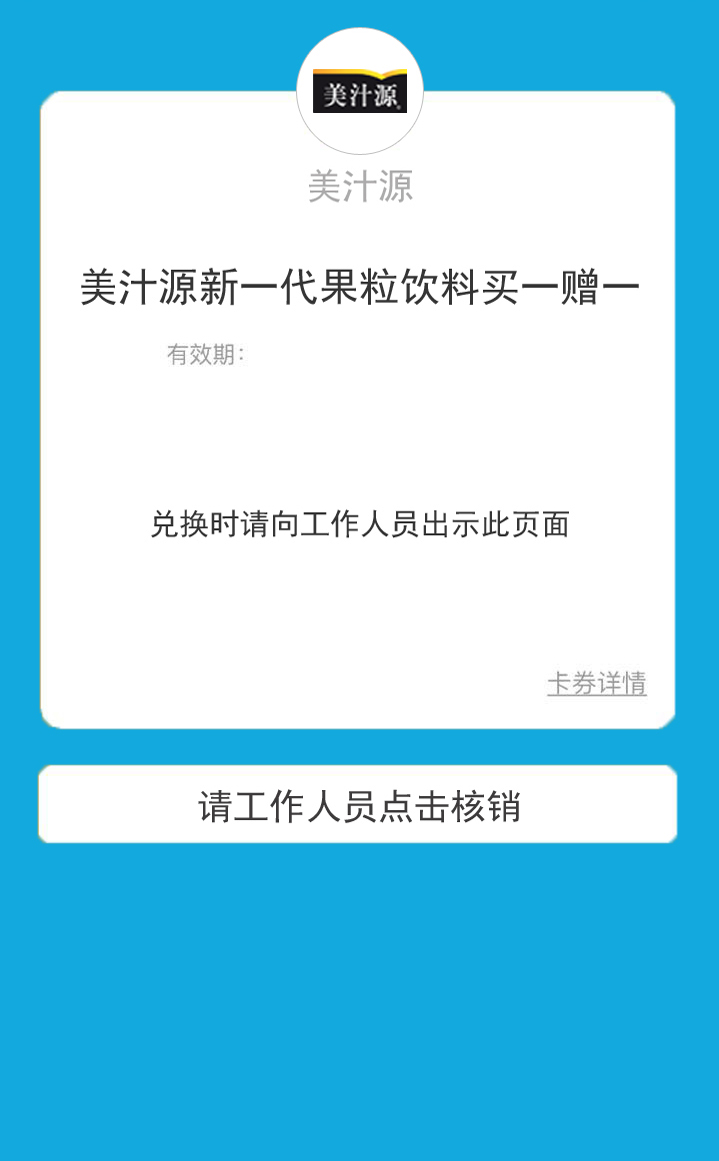 美汁源
美汁源
美汁源新一代果粒饮料买一赠一
有效期：
兑换时请向工作人员出示此页面
卡券详情
请工作人员点击核销